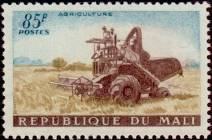 85F
AGRICULTURE
POSTES
REPUBLIQUE DU MALI